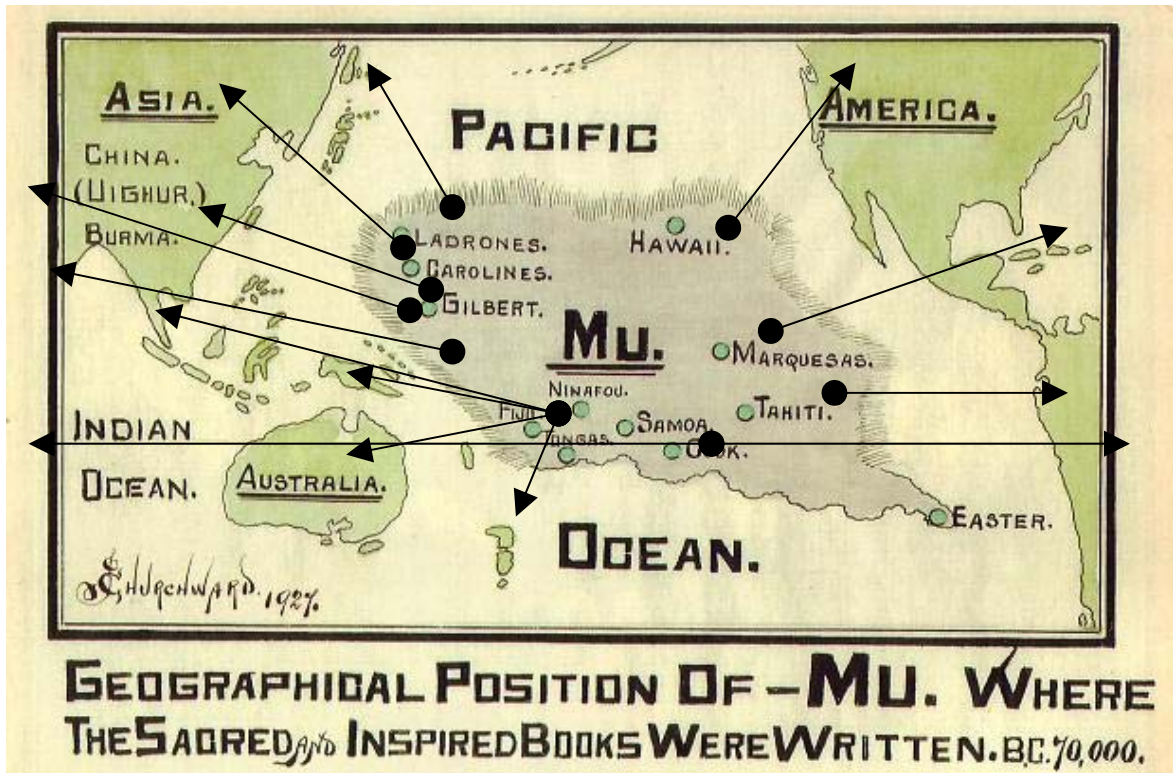 ASIA.
AMERICA.
PACIFIC
CHINA.
(UIGHUR.)
BURMA.
LADRONES.
HAWAII.
CAROLINES.
GILBERT.
MU.
MARQUESAS.
NINAFOU.
FIJI
TAHITI.
SAMOA.
TONGAS.
COOK.
INDIAN
OCEAN.
AUSTRALIA.
EASTER.
OCEAN.
J CHURCHWARD. 1927.
GEOGRAPHICAL POSITION OF - MU. WHERE
THE SACRED AND INSPIRED BOOKS WERE WRITTEN. B.C. 70,000.